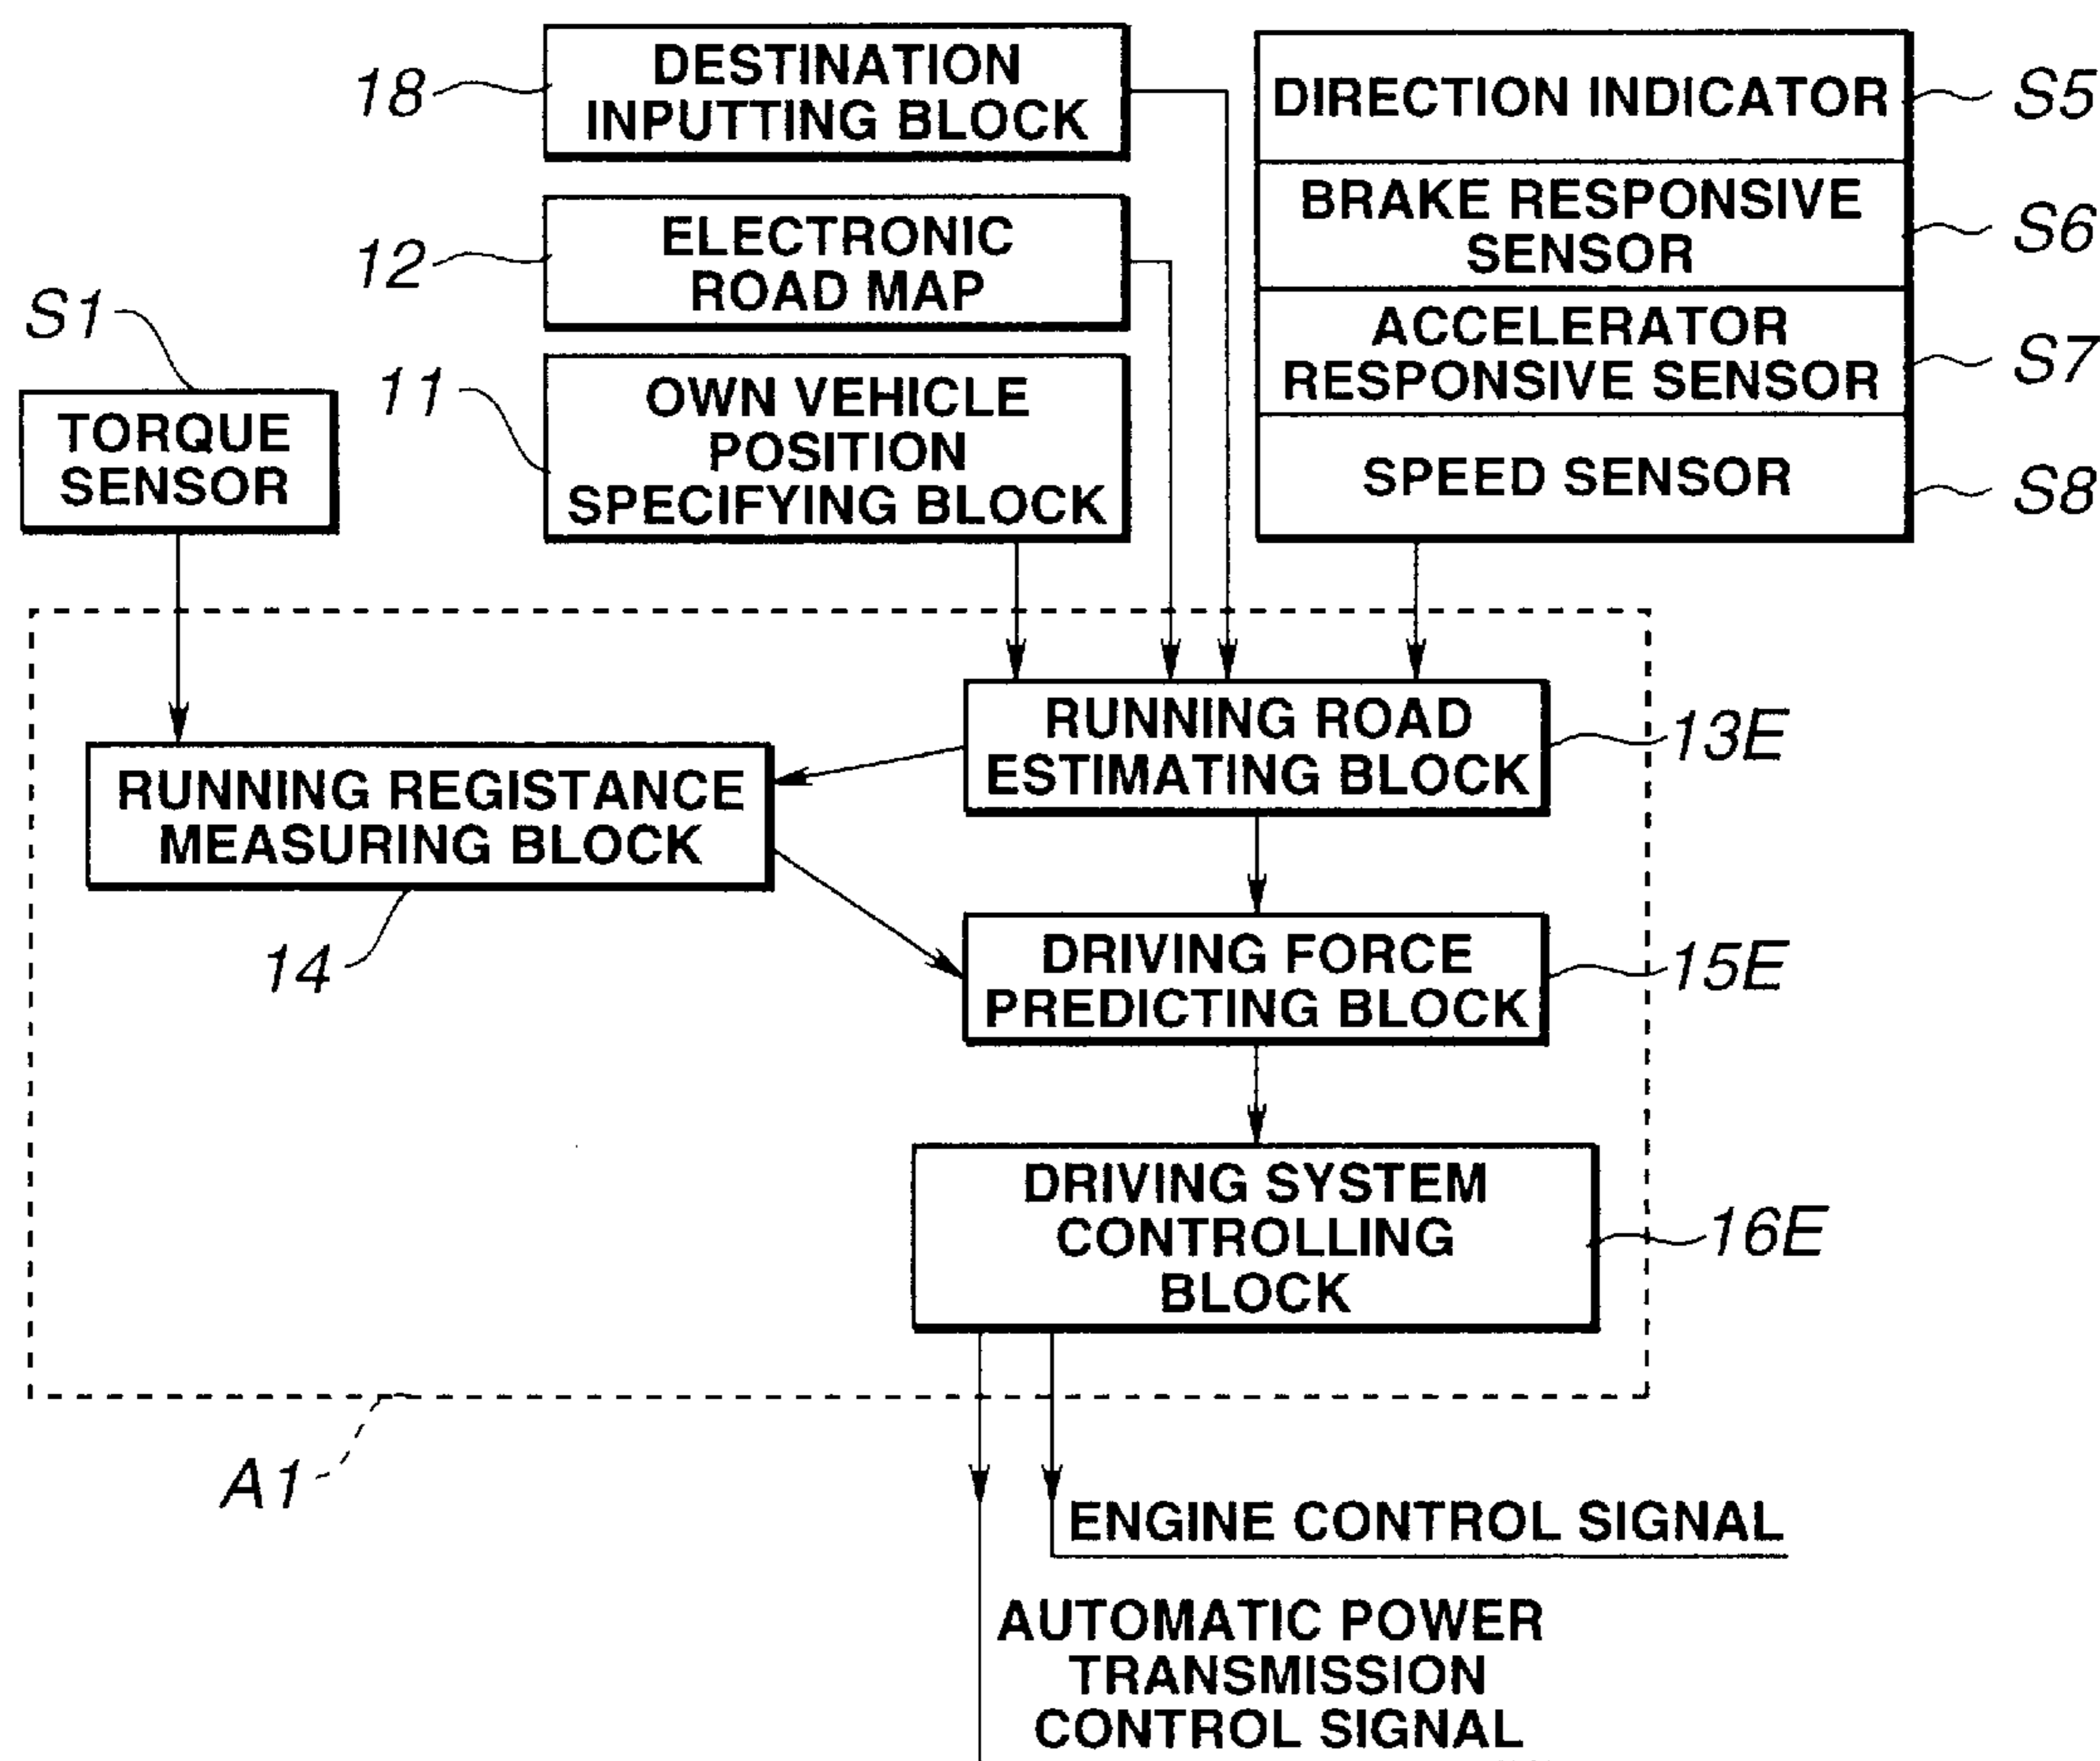 DESTINATION
INPUTTING BLOCK
18
DIRECTION INDICATOR
S5
BRAKE RESPONSIVE
SENSOR
S6
ELECTRONIC
ROAD MAP
12
ACCELERATOR
RESPONSIVE SENSOR
S7
S1
TORQUE
SENSOR
11
OWN VEHICLE
POSITION
SPECIFYING BLOCK
SPEED SENSOR
S8
RUNNING ROAD
ESTIMATING BLOCK
13E
RUNNING REGISTANCE
MEASURING BLOCK
14
DRIVING FORCE
PREDICTING BLOCK
15E
DRIVING SYSTEM
CONTROLLING
BLOCK
16E
A1
ENGINE CONTROL SIGNAL
AUTOMATIC POWER
TRANSMISSION
CONTROL SIGNAL